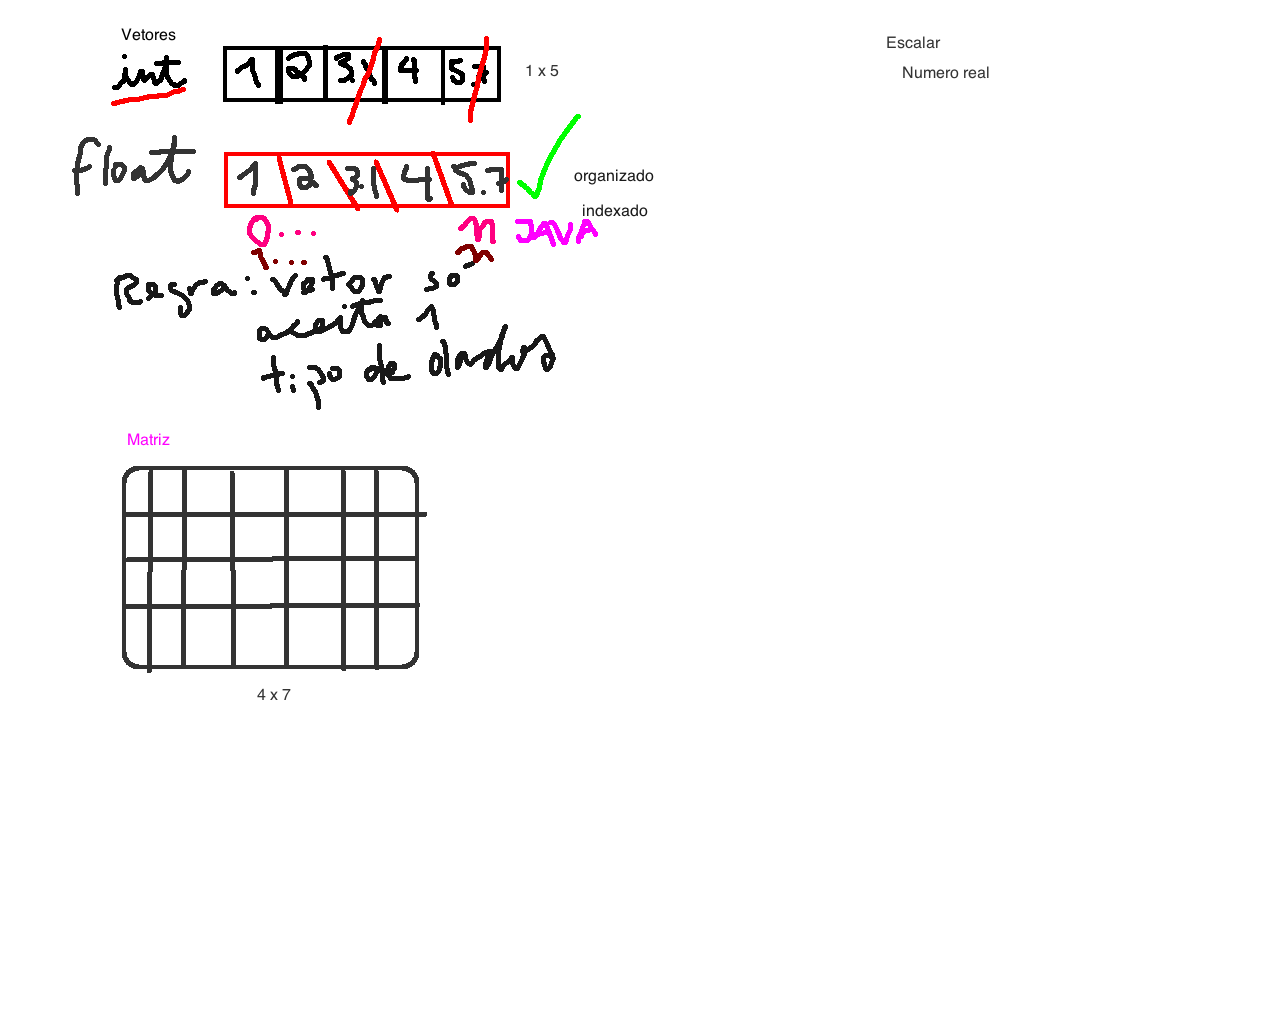 Vetores
int 1 2 3.1 4 5.7 1 x 5
float 1 2 3.1 4 5.7
organizado
indexado
0 ... n JAVA
1 ... n
Regra: vetor só
aceita 1
tipo de dados
Matriz
4 x 7
Escalar
Numero real